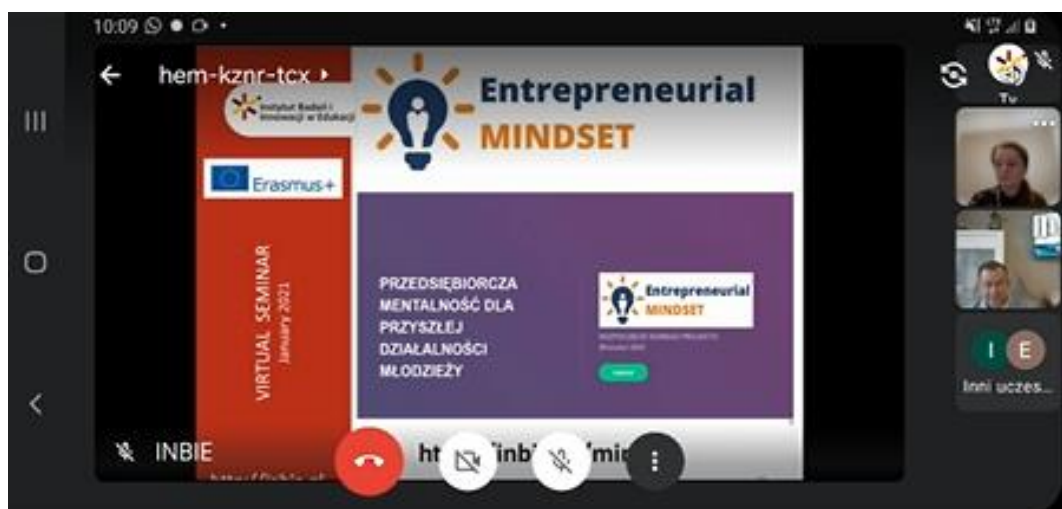 10:09
hem-kznr-tcx
Instytut Badań i
Innowacji w Edukacji
Erasmus+
VIRTUAL SEMINAR
January 2021
Entrepreneurial
MINDSET
PRZEDSIĘBIORCZA
MENTALNOŚĆ DLA
PRZYSZŁEJ
DZIAŁALNOŚCI
MŁODZIEŻY
Entrepreneurial
MINDSET
INBIE
Ty
I E
Inni uczes...